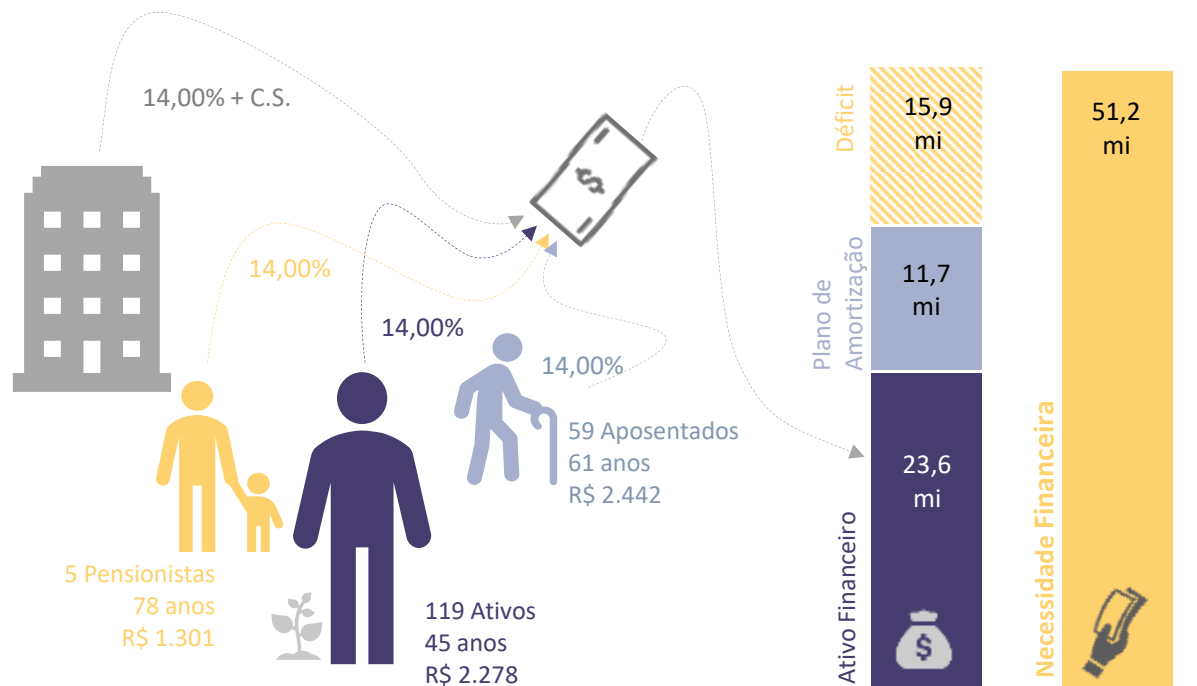 14,00% + C.S.
14,00%
14,00%
14,00%
5 Pensionistas
78 anos
R$ 1.301
119 Ativos
45 anos
R$ 2.278
59 Aposentados
61 anos
R$ 2.442
Déficit
15,9
mi
Plano de
Amortização
11,7
mi
Ativo Financeiro
23,6
mi
$
$
Necessidade Financeira
51,2
mi